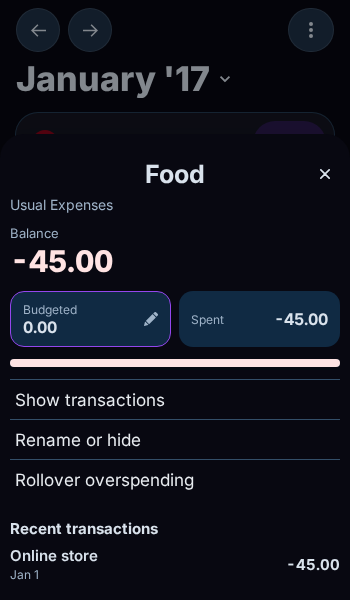 January '17
Food
Usual Expenses
Balance
-45.00
Budgeted
0.00
Spent
-45.00
Show transactions
Rename or hide
Rollover overspending
Recent transactions
Online store
-45.00
Jan 1